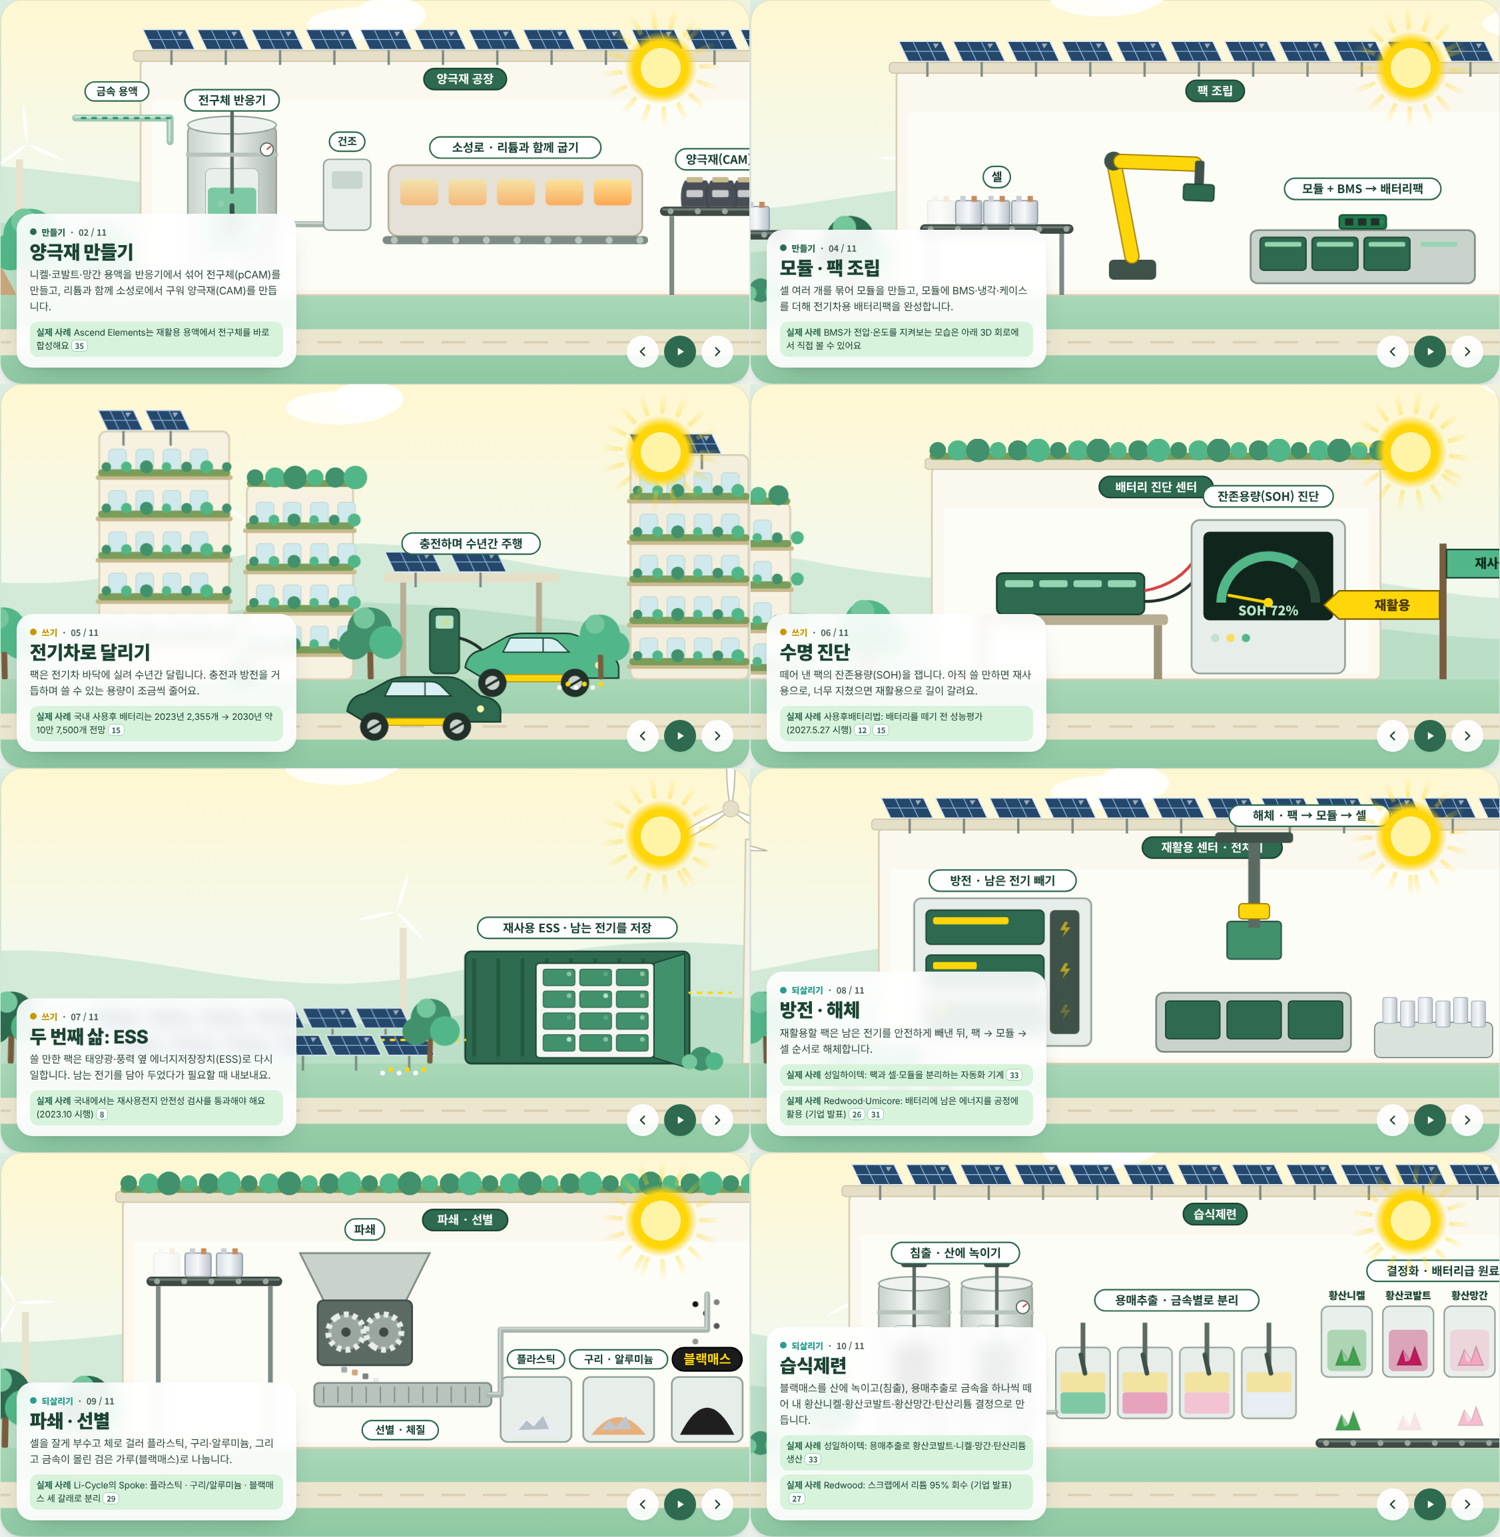 양극재 공장
금속 용액
전구체 반응기
건조
소성로 · 리튬과 함께 굽기
양극재(CAM)
만들기 · 02 / 11
양극재 만들기
니켈·코발트·망간 용액을 반응기에서 섞어 전구체(pCAM)를
만들고, 리튬과 함께 소성로에서 구워 양극재(CAM)를 만듭
니다.
실제 사례 Ascend Elements는 재활용 용액에서 전구체를 바로
합성해요 35
팩 조립
셀
모듈 + BMS → 배터리팩
만들기 · 04 / 11
모듈 · 팩 조립
셀 여러 개를 묶어 모듈을 만들고, 모듈에 BMS·냉각·케이스
를 더해 전기차용 배터리팩을 완성합니다.
실제 사례 BMS가 전압·온도를 지켜보는 모습은 아래 3D 회로에
서 직접 볼 수 있어요
충전하며 수년간 주행
쓰기 · 05 / 11
전기차로 달리기
팩은 전기차 바닥에 실려 수년간 달립니다. 충전과 방전을 거
듭하며 쓸 수 있는 용량이 조금씩 줄어요.
실제 사례 국내 사용후 배터리는 2023년 2,355개 → 2030년 약
10만 7,500개 전망 15
배터리 진단 센터
잔존용량(SOH) 진단
SOH 72%
재사
재활용
쓰기 · 06 / 11
수명 진단
떼어 낸 팩의 잔존용량(SOH)을 잽니다. 아직 쓸 만하면 재사
용으로, 너무 지쳤으면 재활용으로 길이 갈려요.
실제 사례 사용후배터리법: 배터리를 떼기 전 성능평가
(2027.5.27 시행) 12 15
재사용 ESS · 남는 전기를 저장
쓰기 · 07 / 11
두 번째 삶: ESS
쓸 만한 팩은 태양광·풍력 옆 에너지저장장치(ESS)로 다시
일합니다. 남는 전기를 담아 두었다가 필요할 때 내보내요.
실제 사례 국내에서는 재사용전지 안전성 검사를 통과해야 해요
(2023.10 시행) 8
해체 · 팩 → 모듈 → 셀
재활용 센터 · 전처리
방전 · 남은 전기 빼기
되살리기 · 08 / 11
방전 · 해체
재활용할 팩은 남은 전기를 안전하게 빼낸 뒤, 팩 → 모듈 →
셀 순서로 해체합니다.
실제 사례 성일하이텍: 팩과 셀·모듈을 분리하는 자동화 기계 33
실제 사례 Redwood·Umicore: 배터리에 남은 에너지를 공정에
활용 (기업 발표) 26 31
파쇄 · 선별
파쇄
플라스틱
구리 · 알루미늄
블랙매스
선별 · 체질
되살리기 · 09 / 11
파쇄 · 선별
셀을 잘게 부수고 체로 걸러 플라스틱, 구리·알루미늄, 그리
고 금속이 몰린 검은 가루(블랙매스)로 나눕니다.
실제 사례 Li-Cycle의 Spoke: 플라스틱 · 구리/알루미늄 · 블랙매
스 세 갈래로 분리 29
습식제련
침출 · 산에 녹이기
용매추출 · 금속별로 분리
결정화 · 배터리급 원료
황산니켈
황산코발트
황산망간
되살리기 · 10 / 11
습식제련
블랙매스를 산에 녹이고(침출), 용매추출로 금속을 하나씩 떼
어 내 황산니켈·황산코발트·황산망간·탄산리튬 결정으로 만
듭니다.
실제 사례 성일하이텍: 용매추출로 황산코발트·니켈·망간·탄산리튬
생산 33
실제 사례 Redwood: 스크랩에서 리튬 95% 회수 (기업 발표)
27